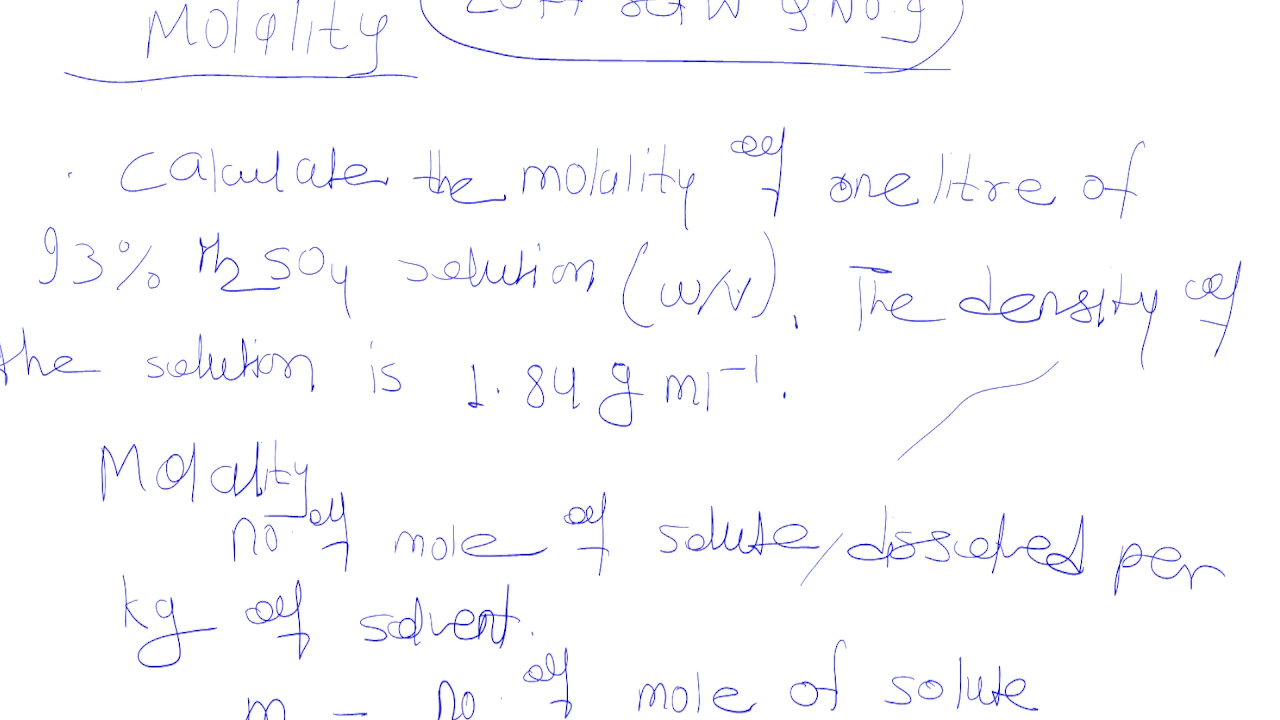 Molality
Calculate the molality of one litre of
93% H2SO4 solution (w/v). The density of
the solution is 1.84 g ml⁻¹.
Molality
no. of mole of solute/dissolved per
kg of solvent.
m = no. of mole of solute